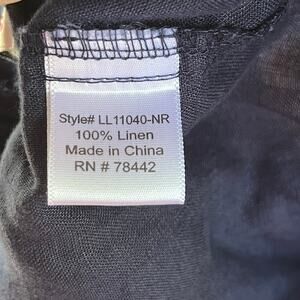 Style# LL11040-NR
100% Linen
Made in China
RN # 78442